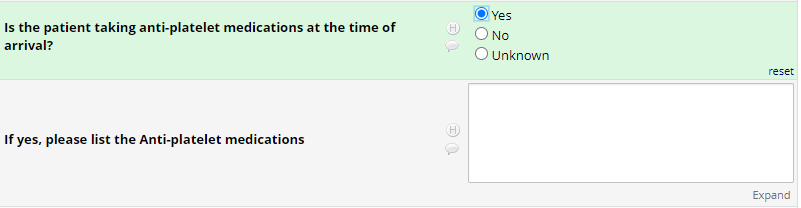 Is the patient taking anti-platelet medications at the time of
arrival?
H
Yes
No
Unknown
reset
If yes, please list the Anti-platelet medications
H
Expand